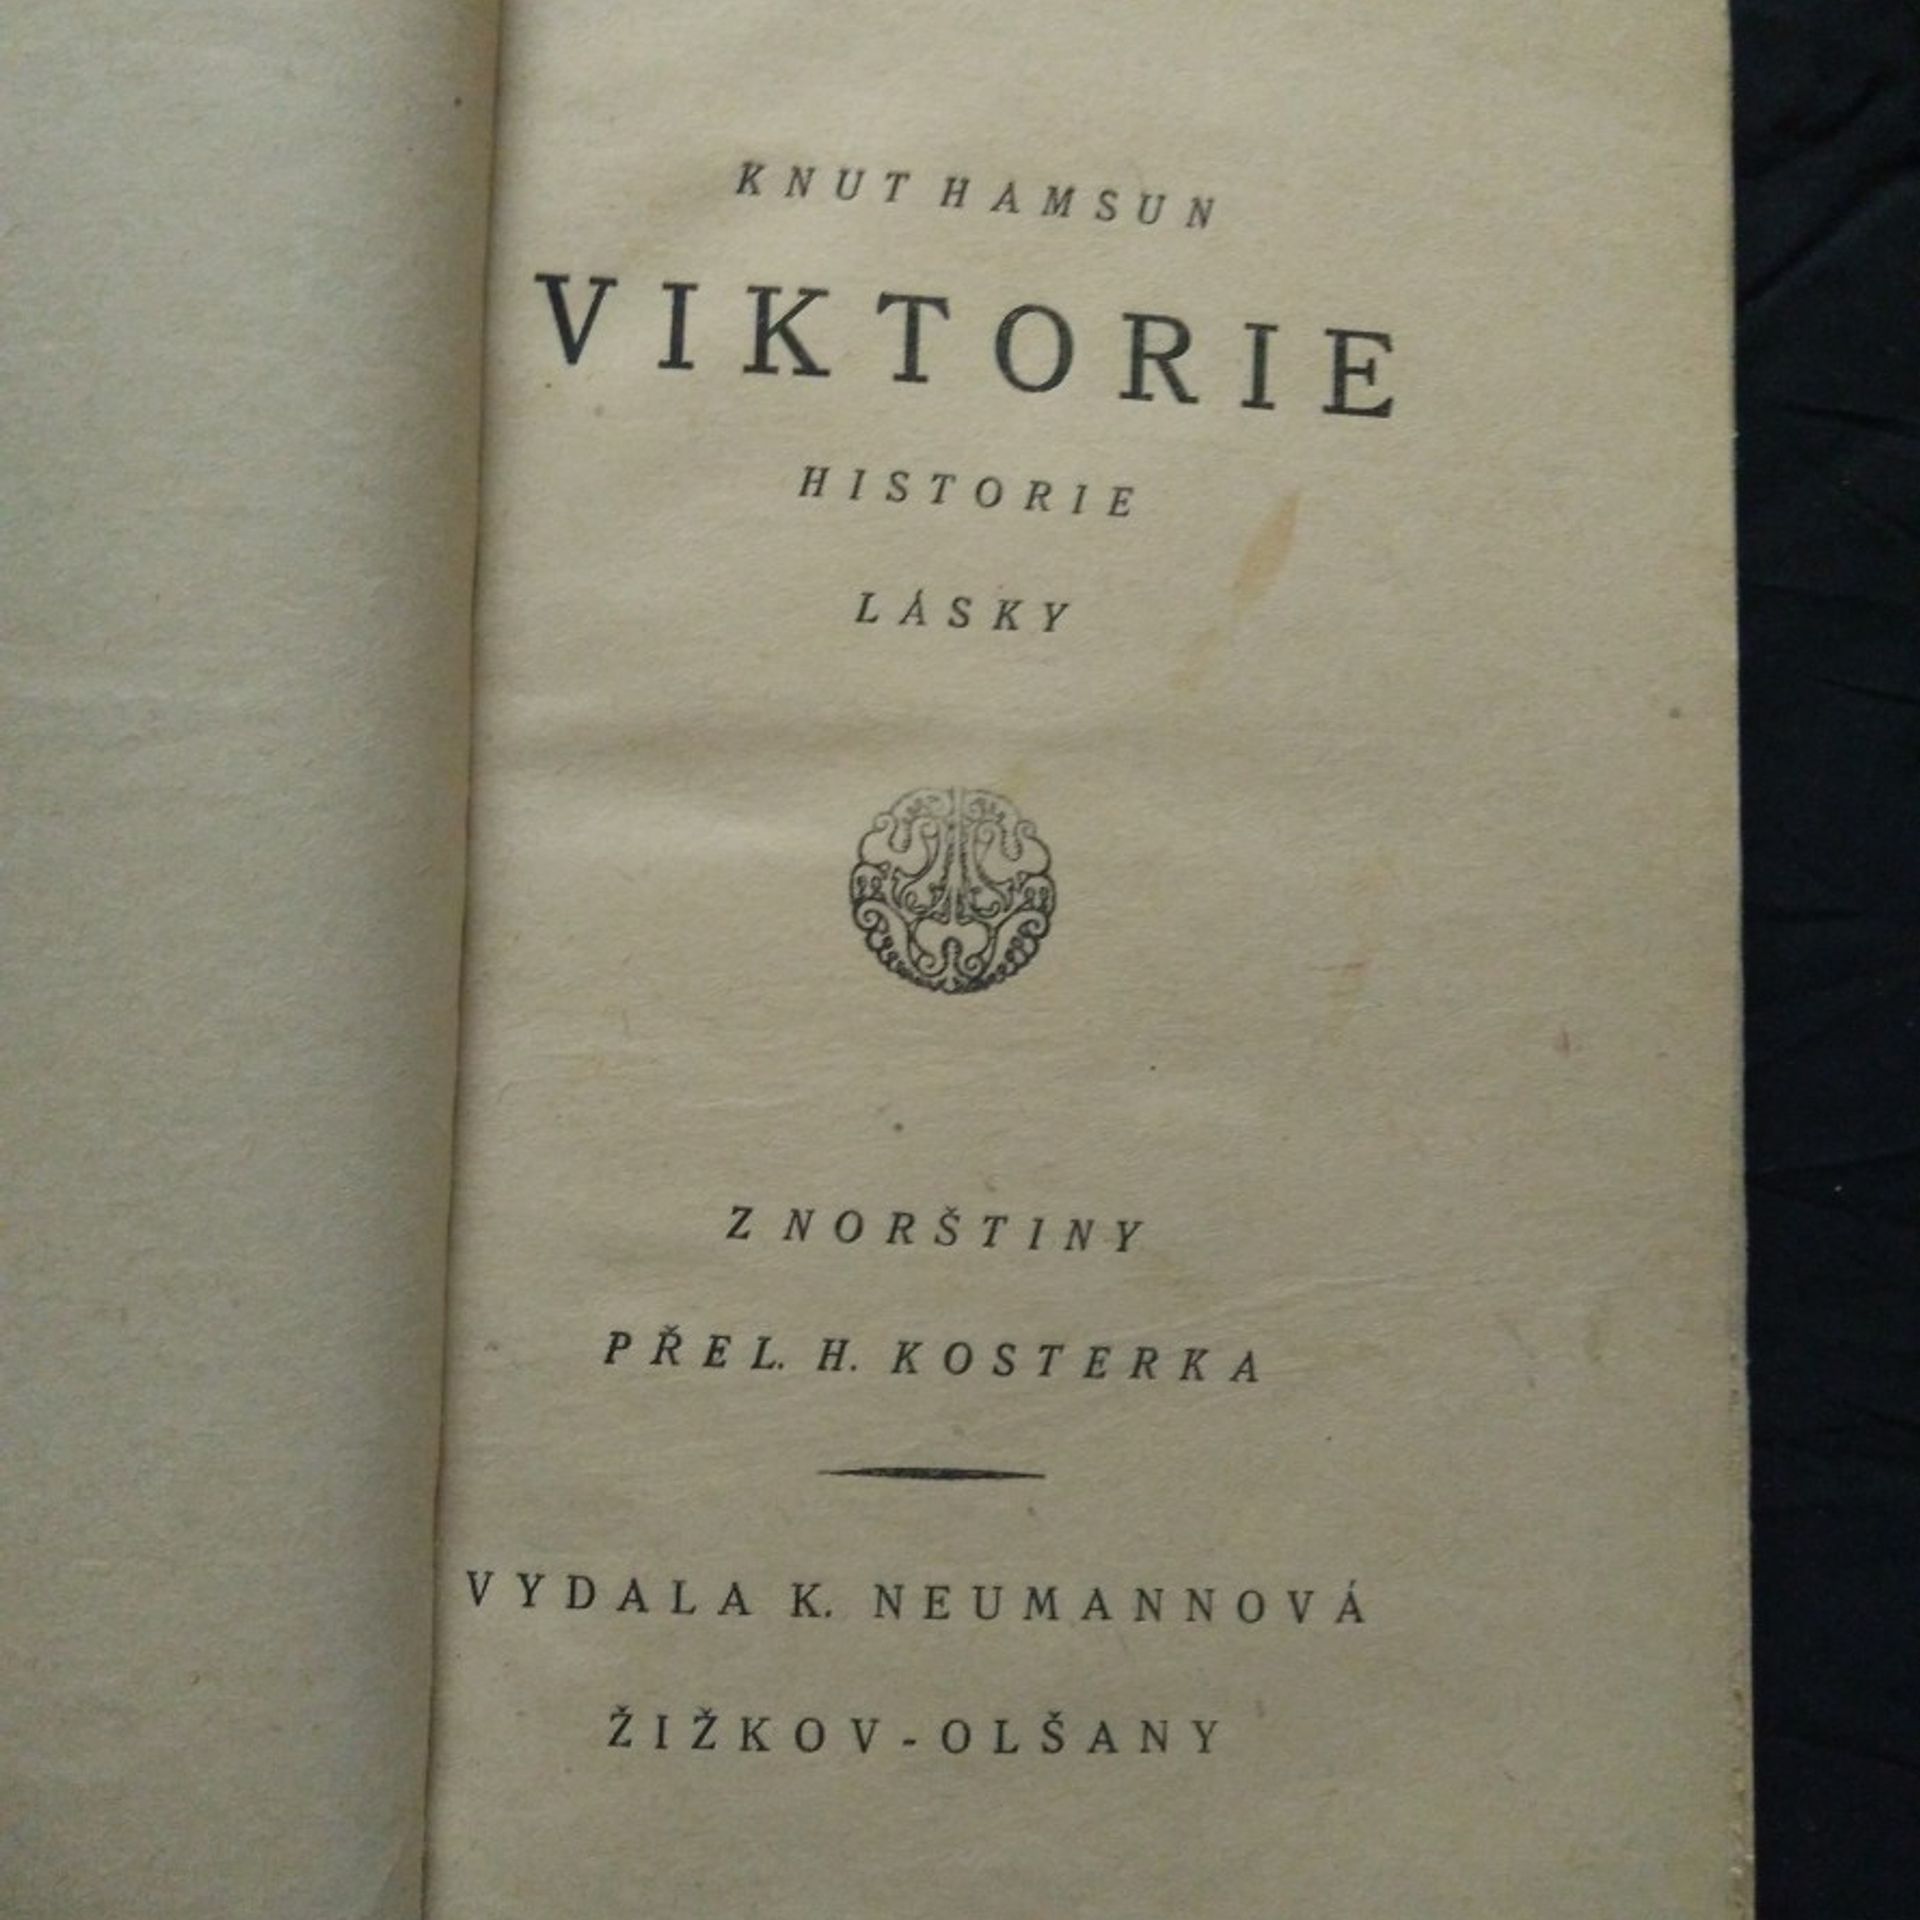 KNUT HAMSUN
VIKTORIE
HISTORIE
LÁSKY
Z NORŠTINY
PŘEL. H. KOSTERKA
VYDALA K. NEUMANNOVÁ
ŽIŽKOV-OLŠANY